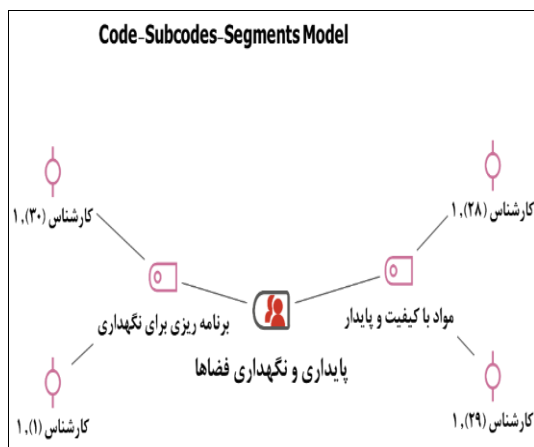 Code-Subcodes-Segments Model
کارشناس (۲۸), ۱
کارشناس (۳۰), ۱
مواد با کیفیت و پایدار
برنامه ریزی برای نگهداری
پایداری و نگهداری فضاها
کارشناس (۲۹), ۱
کارشناس (۱), ۱